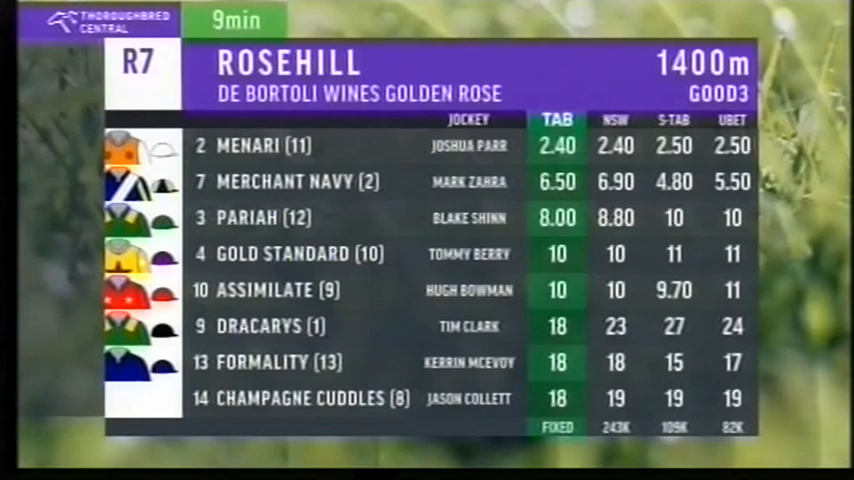 THOROUGHBRED
CENTRAL
9min
R7 ROSEHILL 1400m
DE BORTOLI WINES GOLDEN ROSE GOOD3
JOCKEY TAB NSW S-TAB UBET
2 MENARI (11) JOSHUA PARR 2.40 2.40 2.50 2.50
7 MERCHANT NAVY (2) MARK ZAHRA 6.50 6.90 4.80 5.50
3 PARIAH (12) BLAKE SHINN 8.00 8.80 10 10
4 GOLD STANDARD (10) TOMMY BERRY 10 10 11 11
10 ASSIMILATE (9) HUGH BOWMAN 10 10 9.70 11
9 DRACARYS (1) TIM CLARK 18 23 27 24
13 FORMALITY (13) KERRIN MCEVOY 18 18 15 17
14 CHAMPAGNE CUDDLES (8) JASON COLLETT 18 19 19 19
FIXED 243K 109K 82K